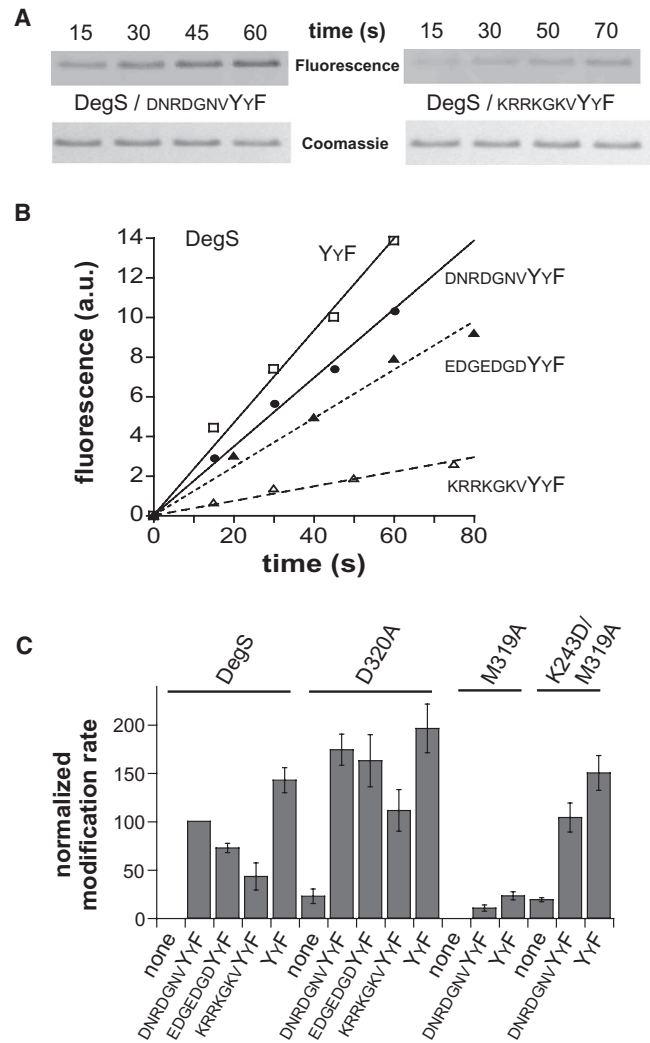 A
15 30 45 60 time (s) 15 30 50 70
Fluorescence
DegS / DNRDGNVYYF DegS / KRRKGKVYYF
Coomassie
B
DegS
YYF
DNRDGNVYYF
EDGEDGDYYF
KRRKGKVYYF
fluorescence (a.u.)
14
12
10
8
6
4
2
0
0 20 40 60 80
time (s)
C
DegS
D320A
M319A
K243D/
M319A
normalized
modification rate
200
150
100
50
0
none
DNRDGNVYYF
EDGEDGDYYF
KRRKGKVYYF
YYF
none
DNRDGNVYYF
EDGEDGDYYF
KRRKGKVYYF
YYF
none
DNRDGNVYYF
YYF
none
DNRDGNVYYF
YYF